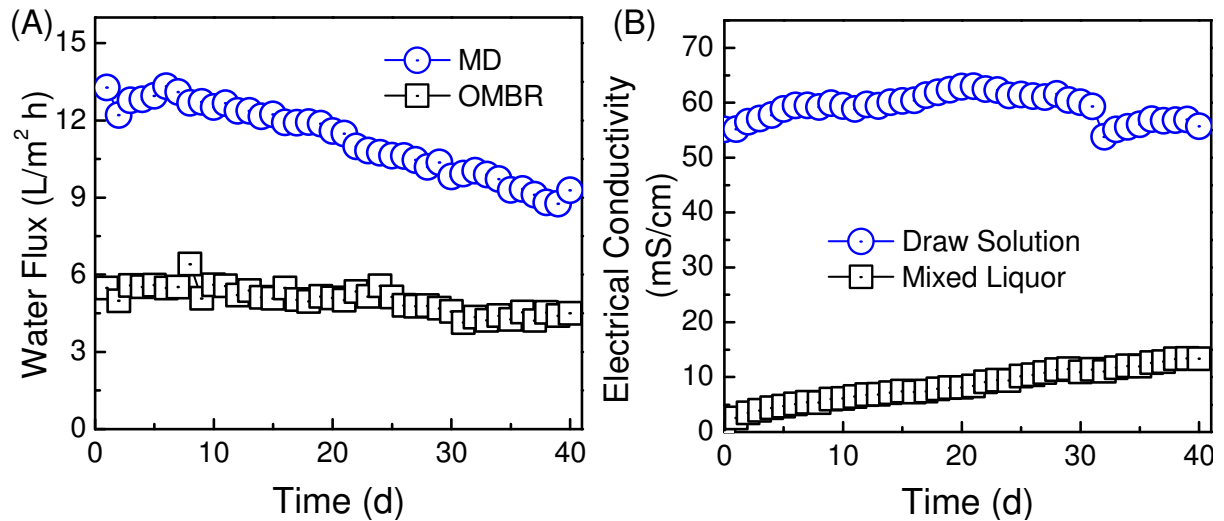 (A)
Water Flux (L/m² h)
15
12
9
6
3
0
MD
OMBR
0 10 20 30 40
Time (d)
(B)
Electrical Conductivity
(mS/cm)
70
60
50
40
30
20
10
0
Draw Solution
Mixed Liquor
0 10 20 30 40
Time (d)